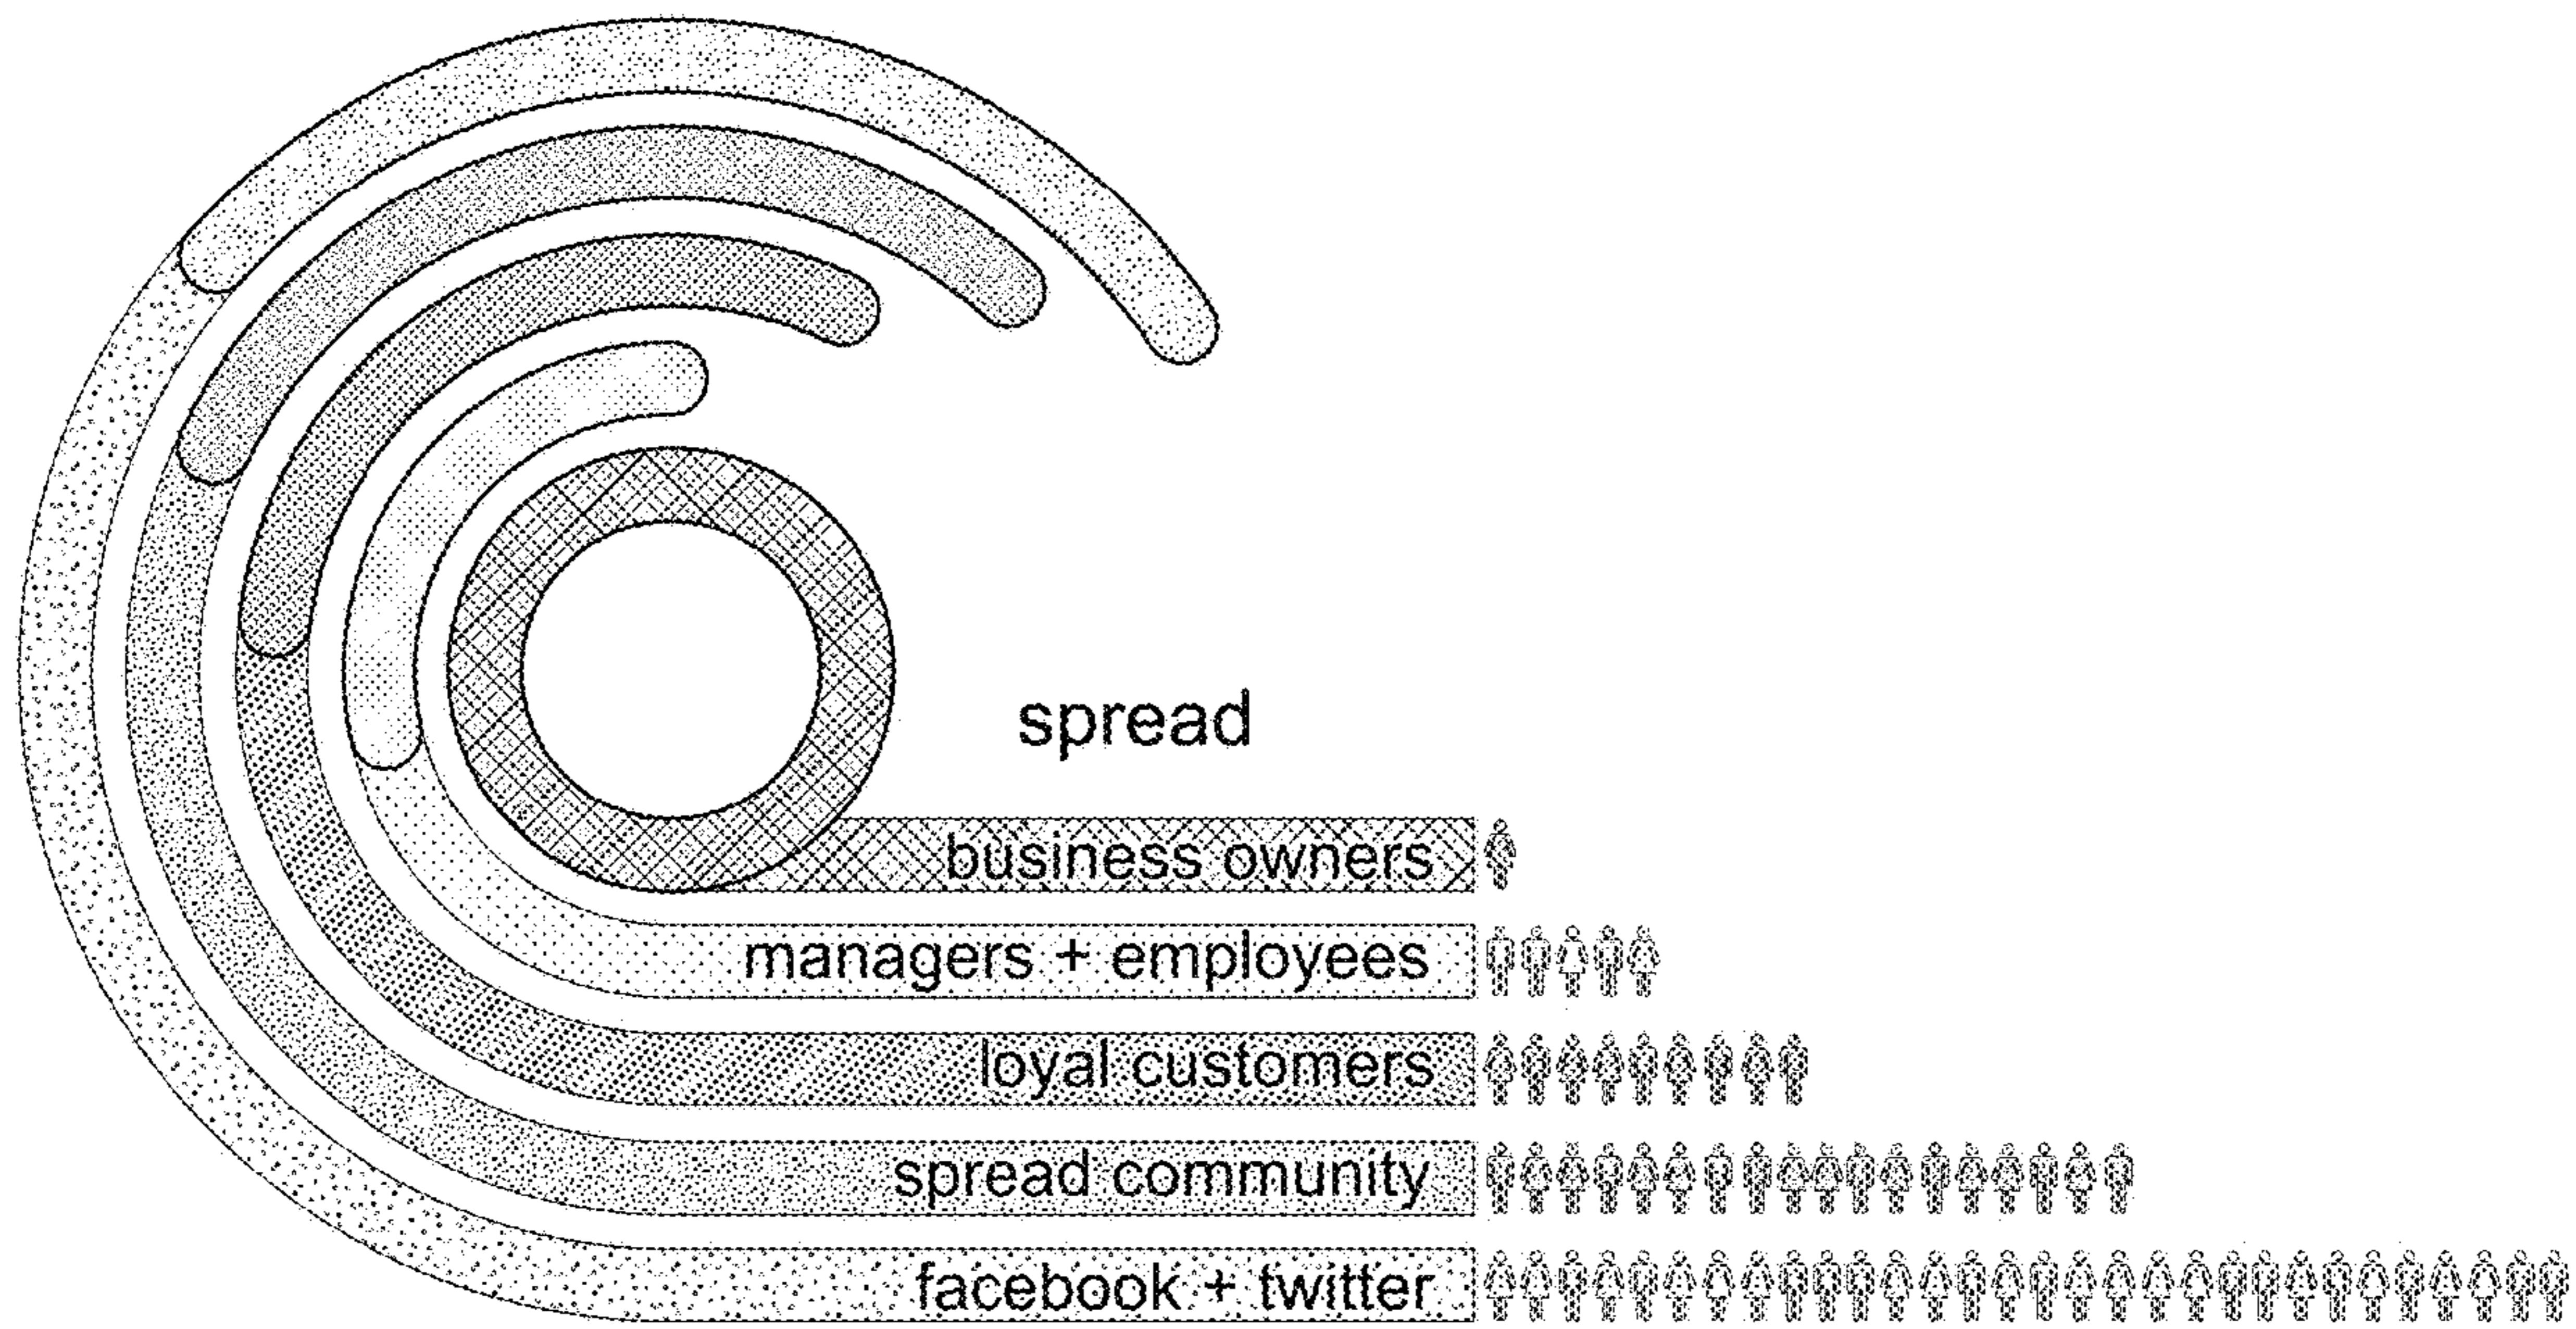 spread
business owners
managers + employees
loyal customers
spread community
facebook + twitter